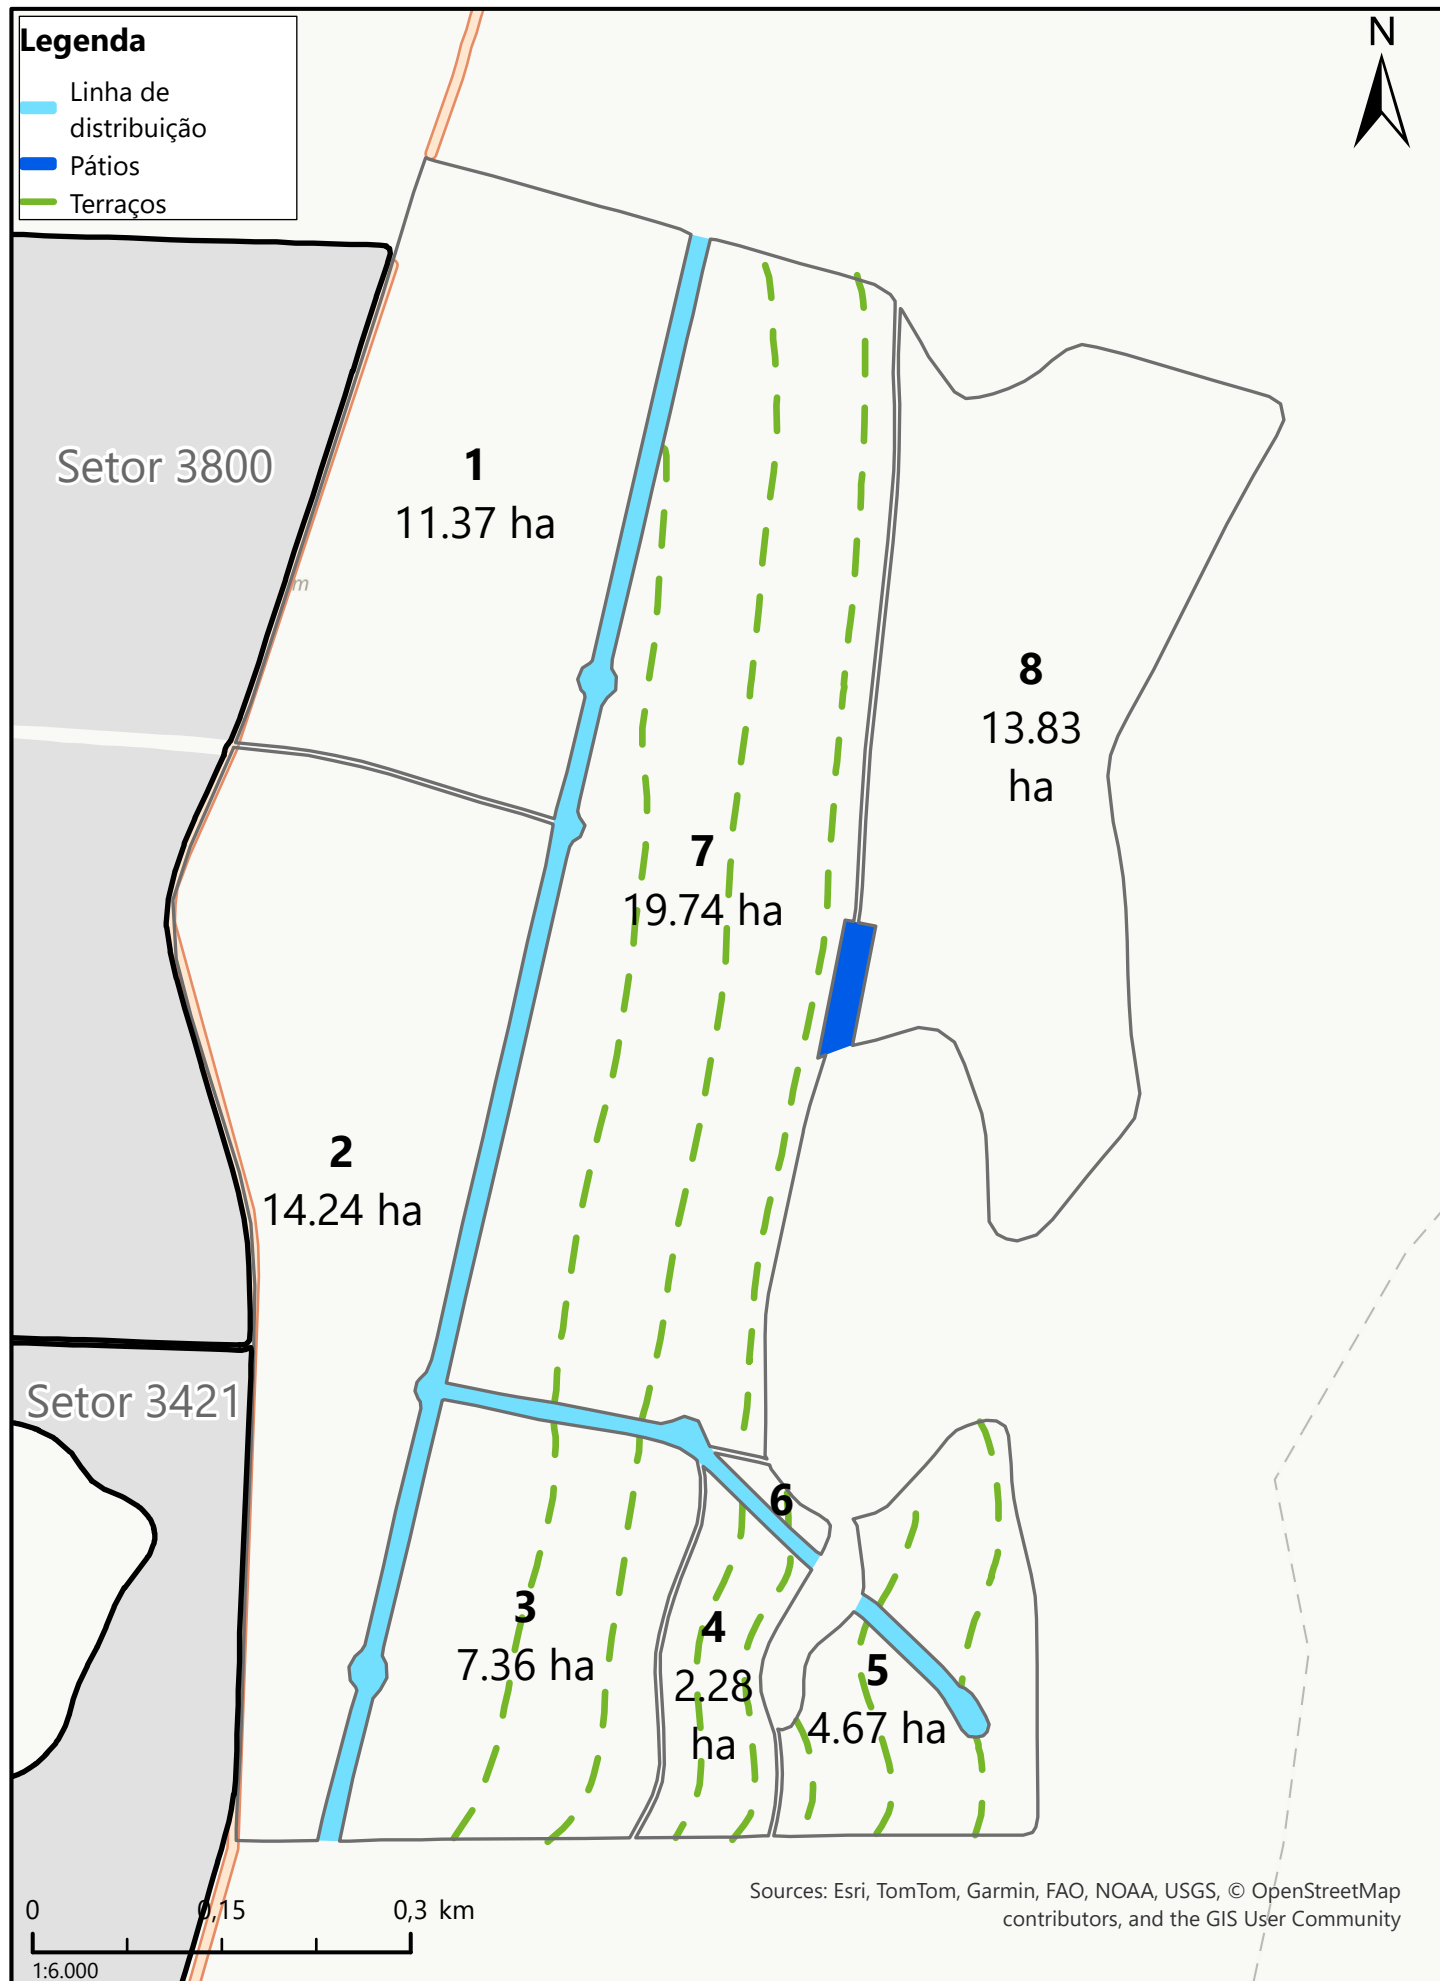 Legenda
Linha de
distribuição
Pátios
Terraços
N
Setor 3800
1
11.37 ha
m
8
13.83
ha
7
19.74 ha
2
14.24 ha
Setor 3421
6
3
7.36 ha
4
2.28
ha
5
4.67 ha
0 0,15 0,3 km
1:6.000
Sources: Esri, TomTom, Garmin, FAO, NOAA, USGS, © OpenStreetMap
contributors, and the GIS User Community